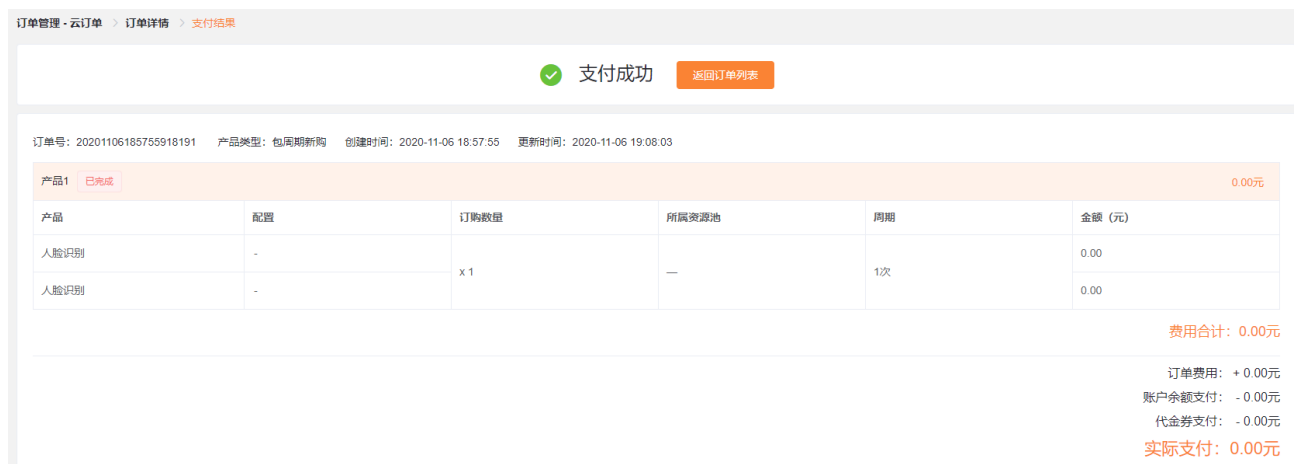 订单管理 - 云订单 > 订单详情 > 支付结果
支付成功 返回订单列表
订单号：20201106185755918191 产品类型：包周期新购 创建时间：2020-11-06 18:57:55 更新时间：2020-11-06 19:08:03
产品1 已完成 0.00元
产品 配置 订购数量 所属资源池 周期 金额（元）
人脸识别 - 0.00
x 1 — 1次
人脸识别 - 0.00
费用合计：0.00元
订单费用： + 0.00元
账户余额支付： - 0.00元
代金券支付： - 0.00元
实际支付：0.00元